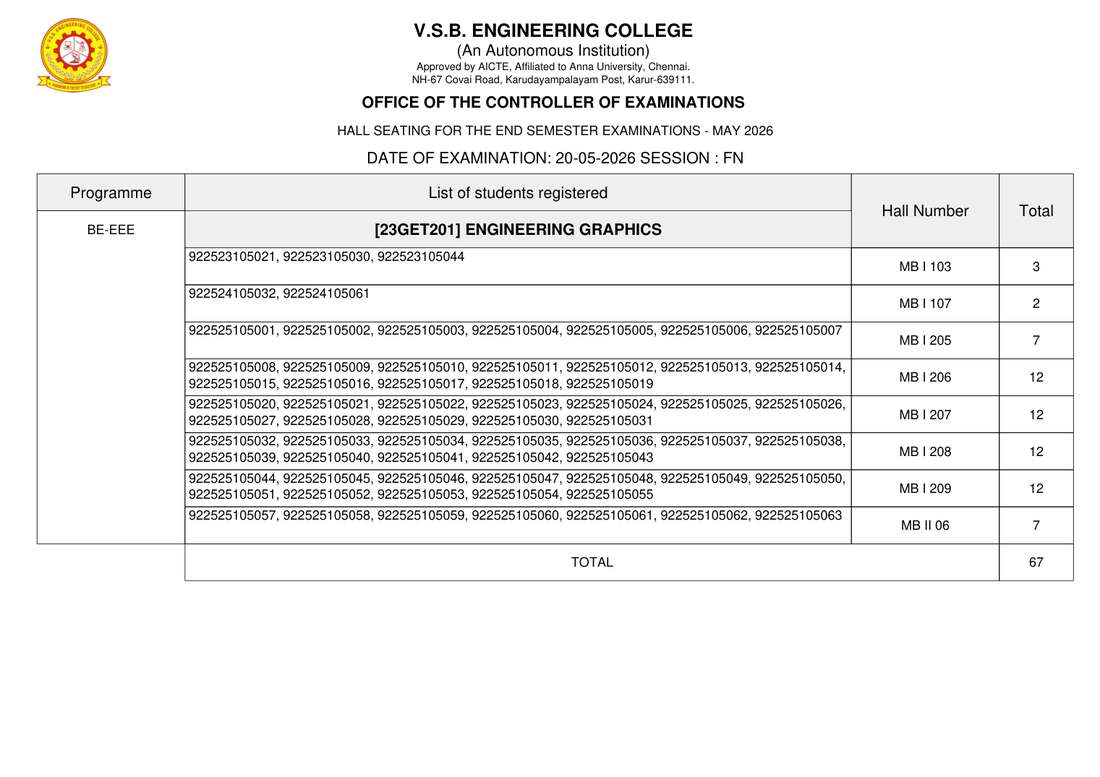 V.S.B. ENGINEERING COLLEGE
(An Autonomous Institution)
Approved by AICTE, Affiliated to Anna University, Chennai.
NH-67 Covai Road, Karudayampalayam Post, Karur-639111.
OFFICE OF THE CONTROLLER OF EXAMINATIONS
HALL SEATING FOR THE END SEMESTER EXAMINATIONS - MAY 2026
DATE OF EXAMINATION: 20-05-2026 SESSION : FN
Programme List of students registered Hall Number Total
BE-EEE [23GET201] ENGINEERING GRAPHICS
922523105021, 922523105030, 922523105044 MB I 103 3
922524105032, 922524105061 MB I 107 2
922525105001, 922525105002, 922525105003, 922525105004, 922525105005, 922525105006, 922525105007 MB I 205 7
922525105008, 922525105009, 922525105010, 922525105011, 922525105012, 922525105013, 922525105014,
922525105015, 922525105016, 922525105017, 922525105018, 922525105019 MB I 206 12
922525105020, 922525105021, 922525105022, 922525105023, 922525105024, 922525105025, 922525105026,
922525105027, 922525105028, 922525105029, 922525105030, 922525105031 MB I 207 12
922525105032, 922525105033, 922525105034, 922525105035, 922525105036, 922525105037, 922525105038,
922525105039, 922525105040, 922525105041, 922525105042, 922525105043 MB I 208 12
922525105044, 922525105045, 922525105046, 922525105047, 922525105048, 922525105049, 922525105050,
922525105051, 922525105052, 922525105053, 922525105054, 922525105055 MB I 209 12
922525105057, 922525105058, 922525105059, 922525105060, 922525105061, 922525105062, 922525105063 MB II 06 7
TOTAL 67